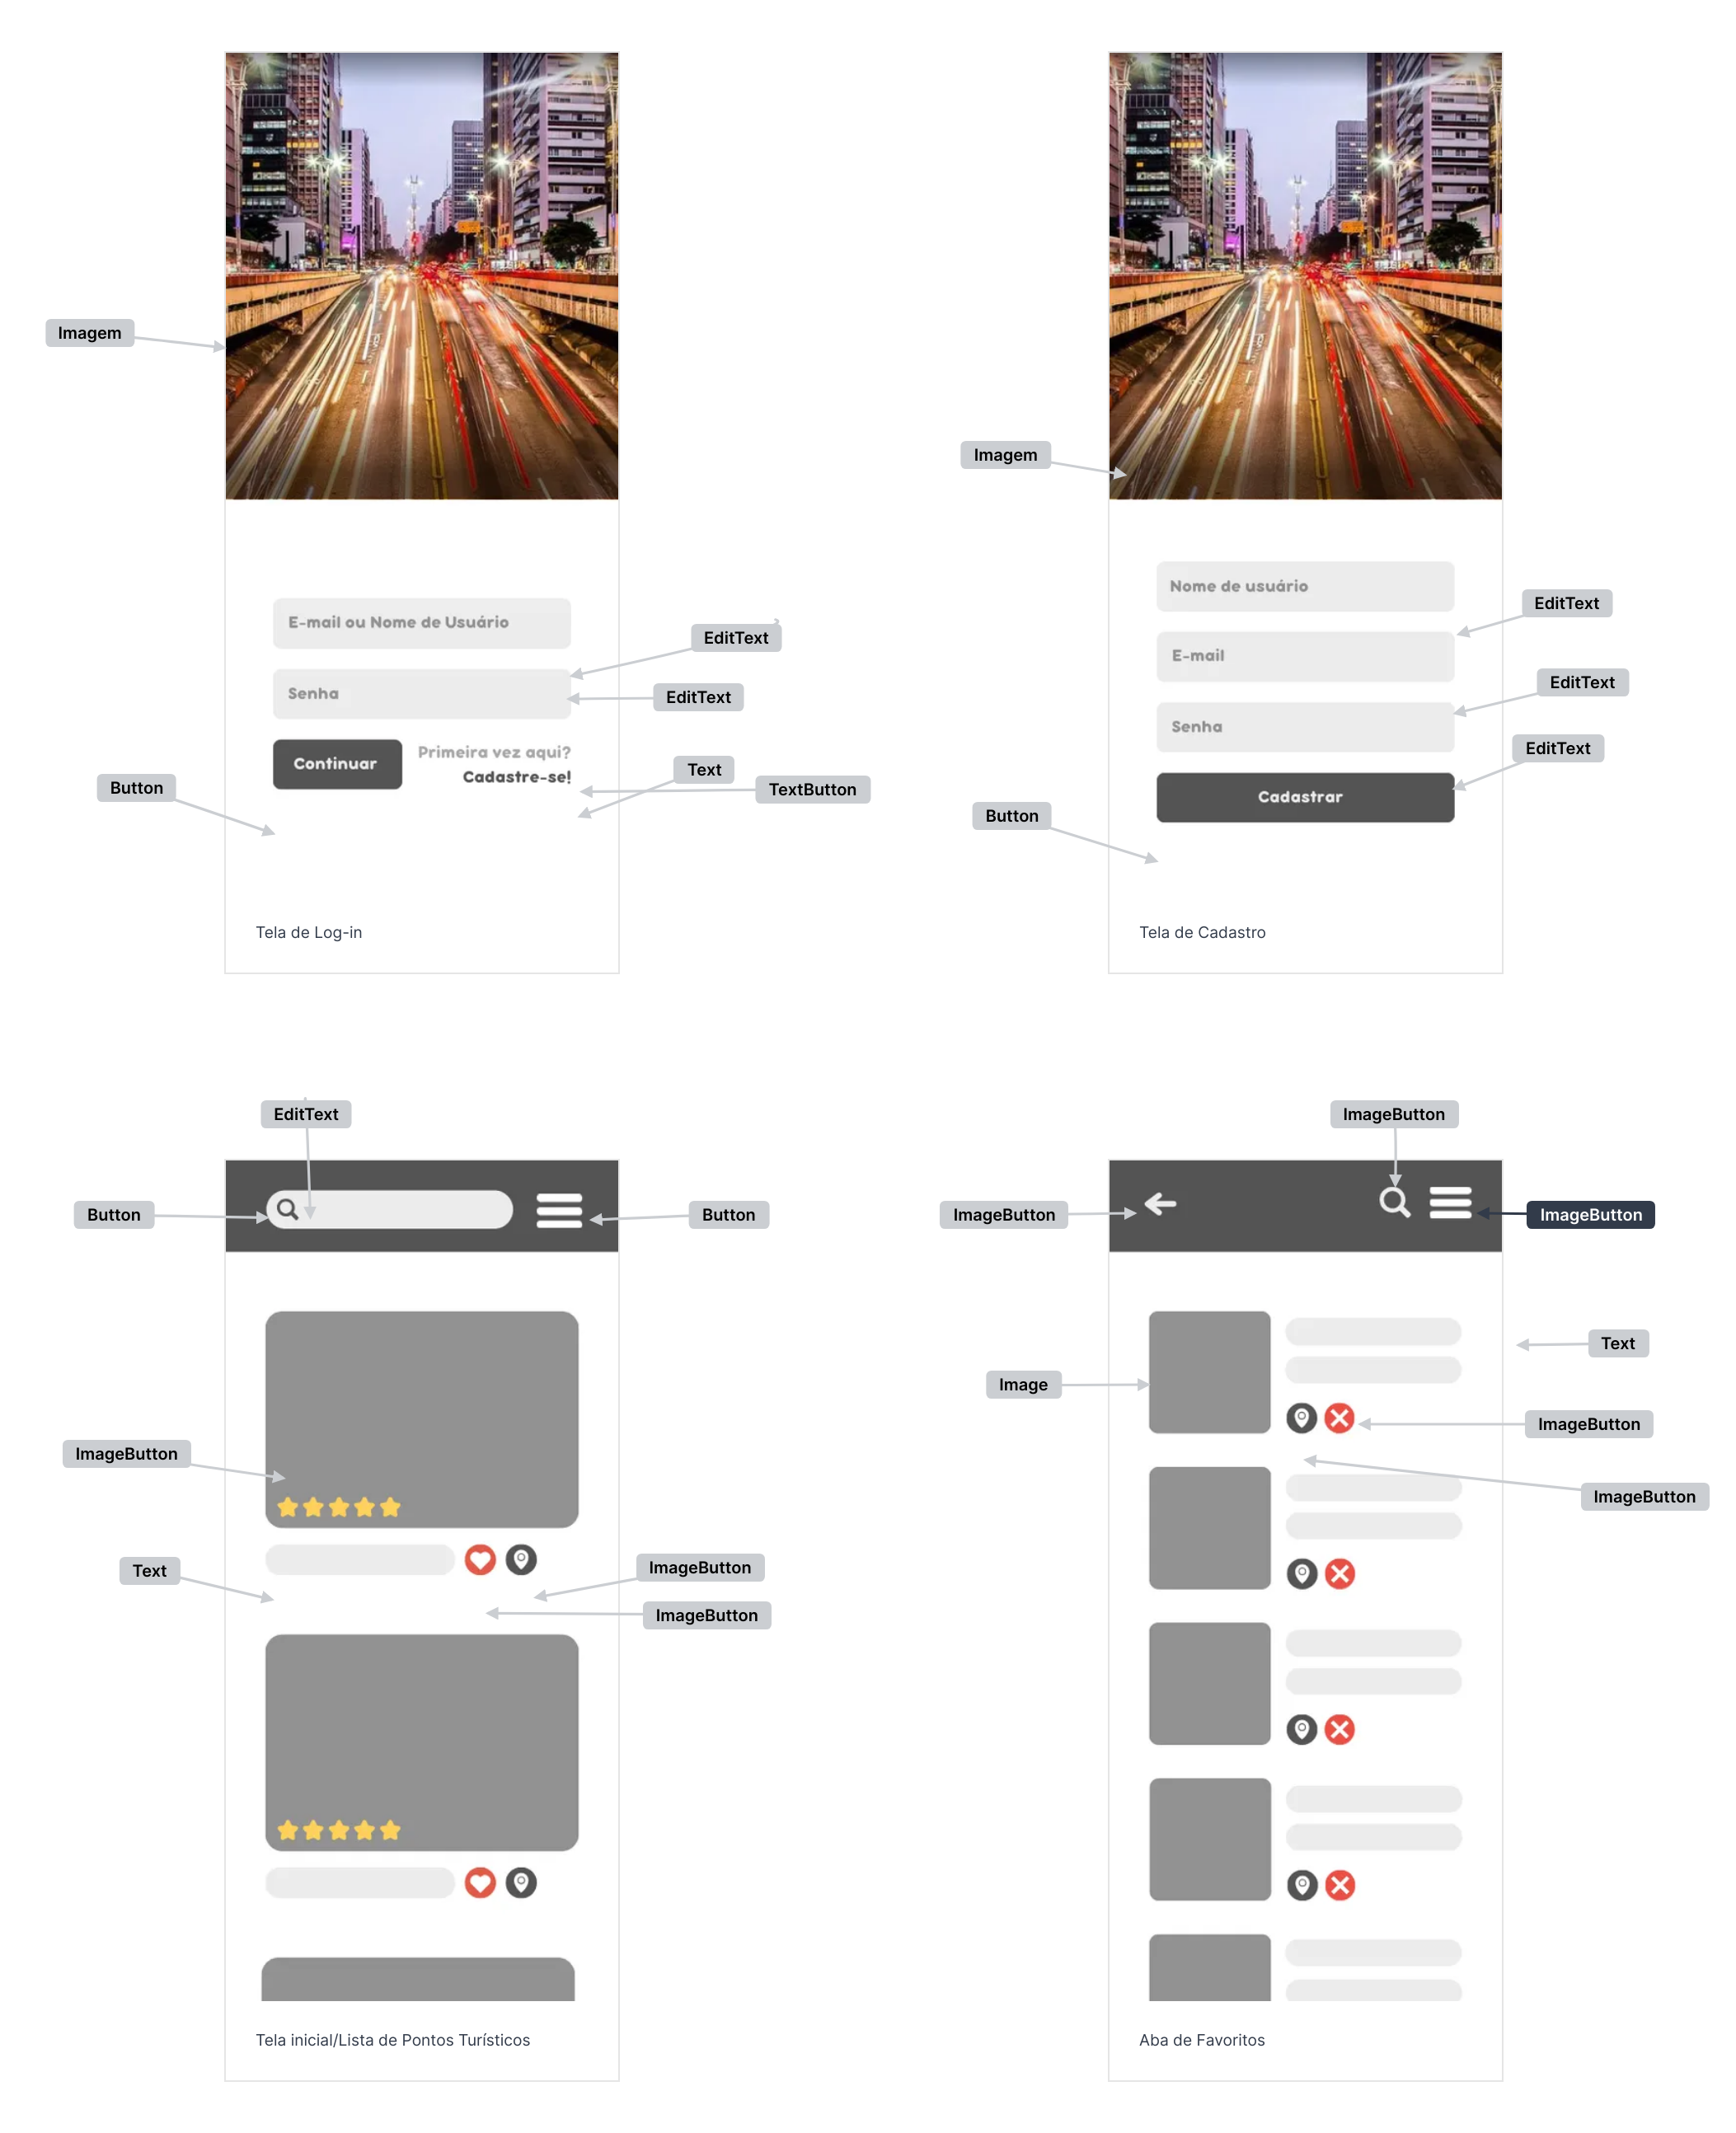 Imagem
E-mail ou Nome de Usuário
EditText
Senha
EditText
Continuar
Primeira vez aqui?
Cadastre-se!
Button
Text
TextButton
Tela de Log-in
Imagem
Nome de usuário
EditText
E-mail
EditText
Senha
EditText
Cadastrar
Button
Tela de Cadastro
EditText
Button
Button
ImageButton
Text
ImageButton
ImageButton
Tela inicial/Lista de Pontos Turísticos
ImageButton
ImageButton
ImageButton
Text
Image
ImageButton
ImageButton
Aba de Favoritos